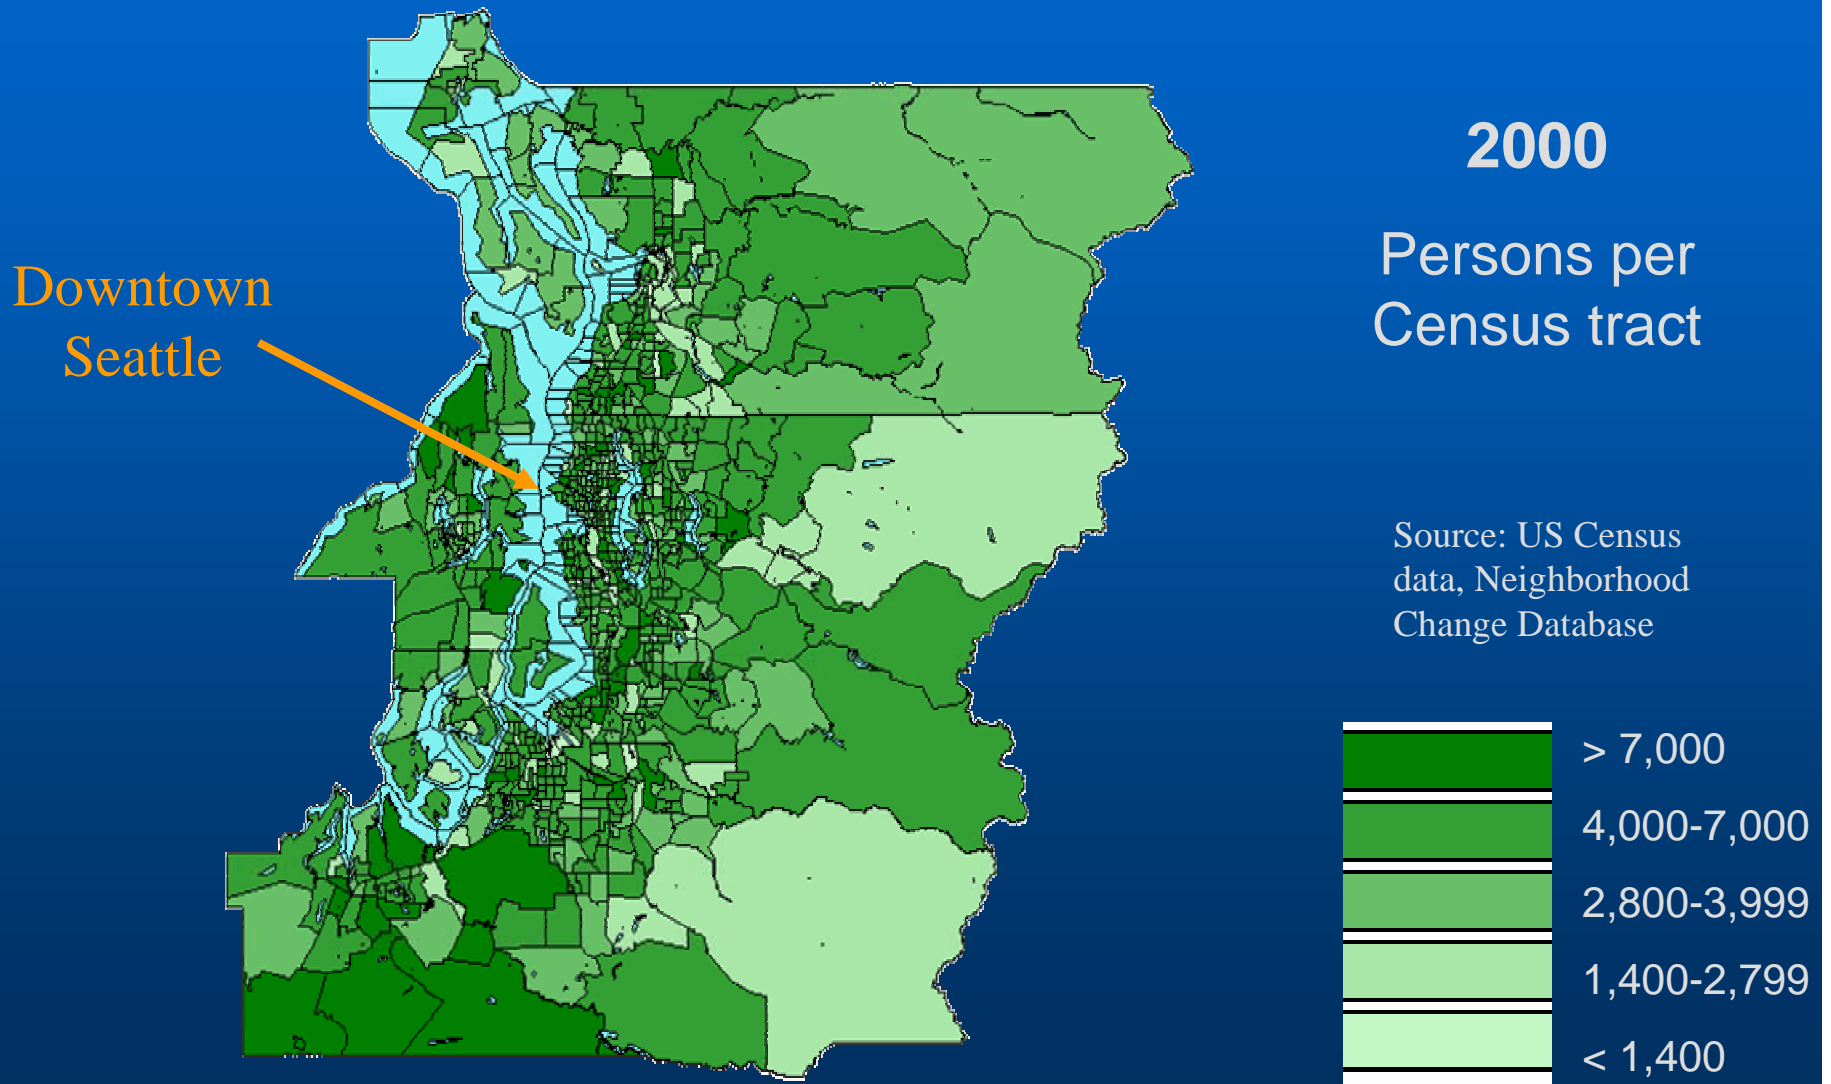 Downtown
Seattle
2000
Persons per
Census tract
Source: US Census
data, Neighborhood
Change Database
> 7,000
4,000-7,000
2,800-3,999
1,400-2,799
< 1,400